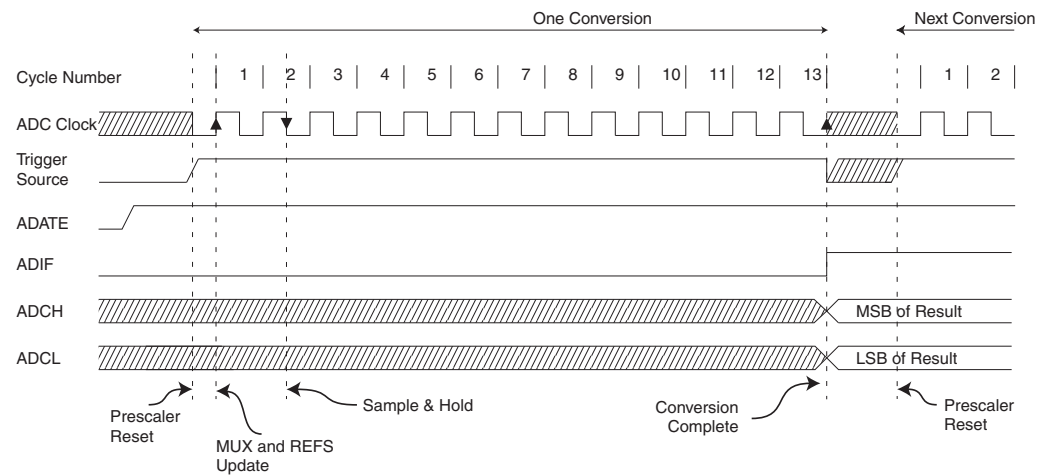 One Conversion
Next Conversion
Cycle Number
1 2 3 4 5 6 7 8 9 10 11 12 13 1 2
ADC Clock
Trigger
Source
ADATE
ADIF
ADCH
MSB of Result
ADCL
LSB of Result
Prescaler
Reset
MUX and REFS
Update
Sample & Hold
Conversion
Complete
Prescaler
Reset